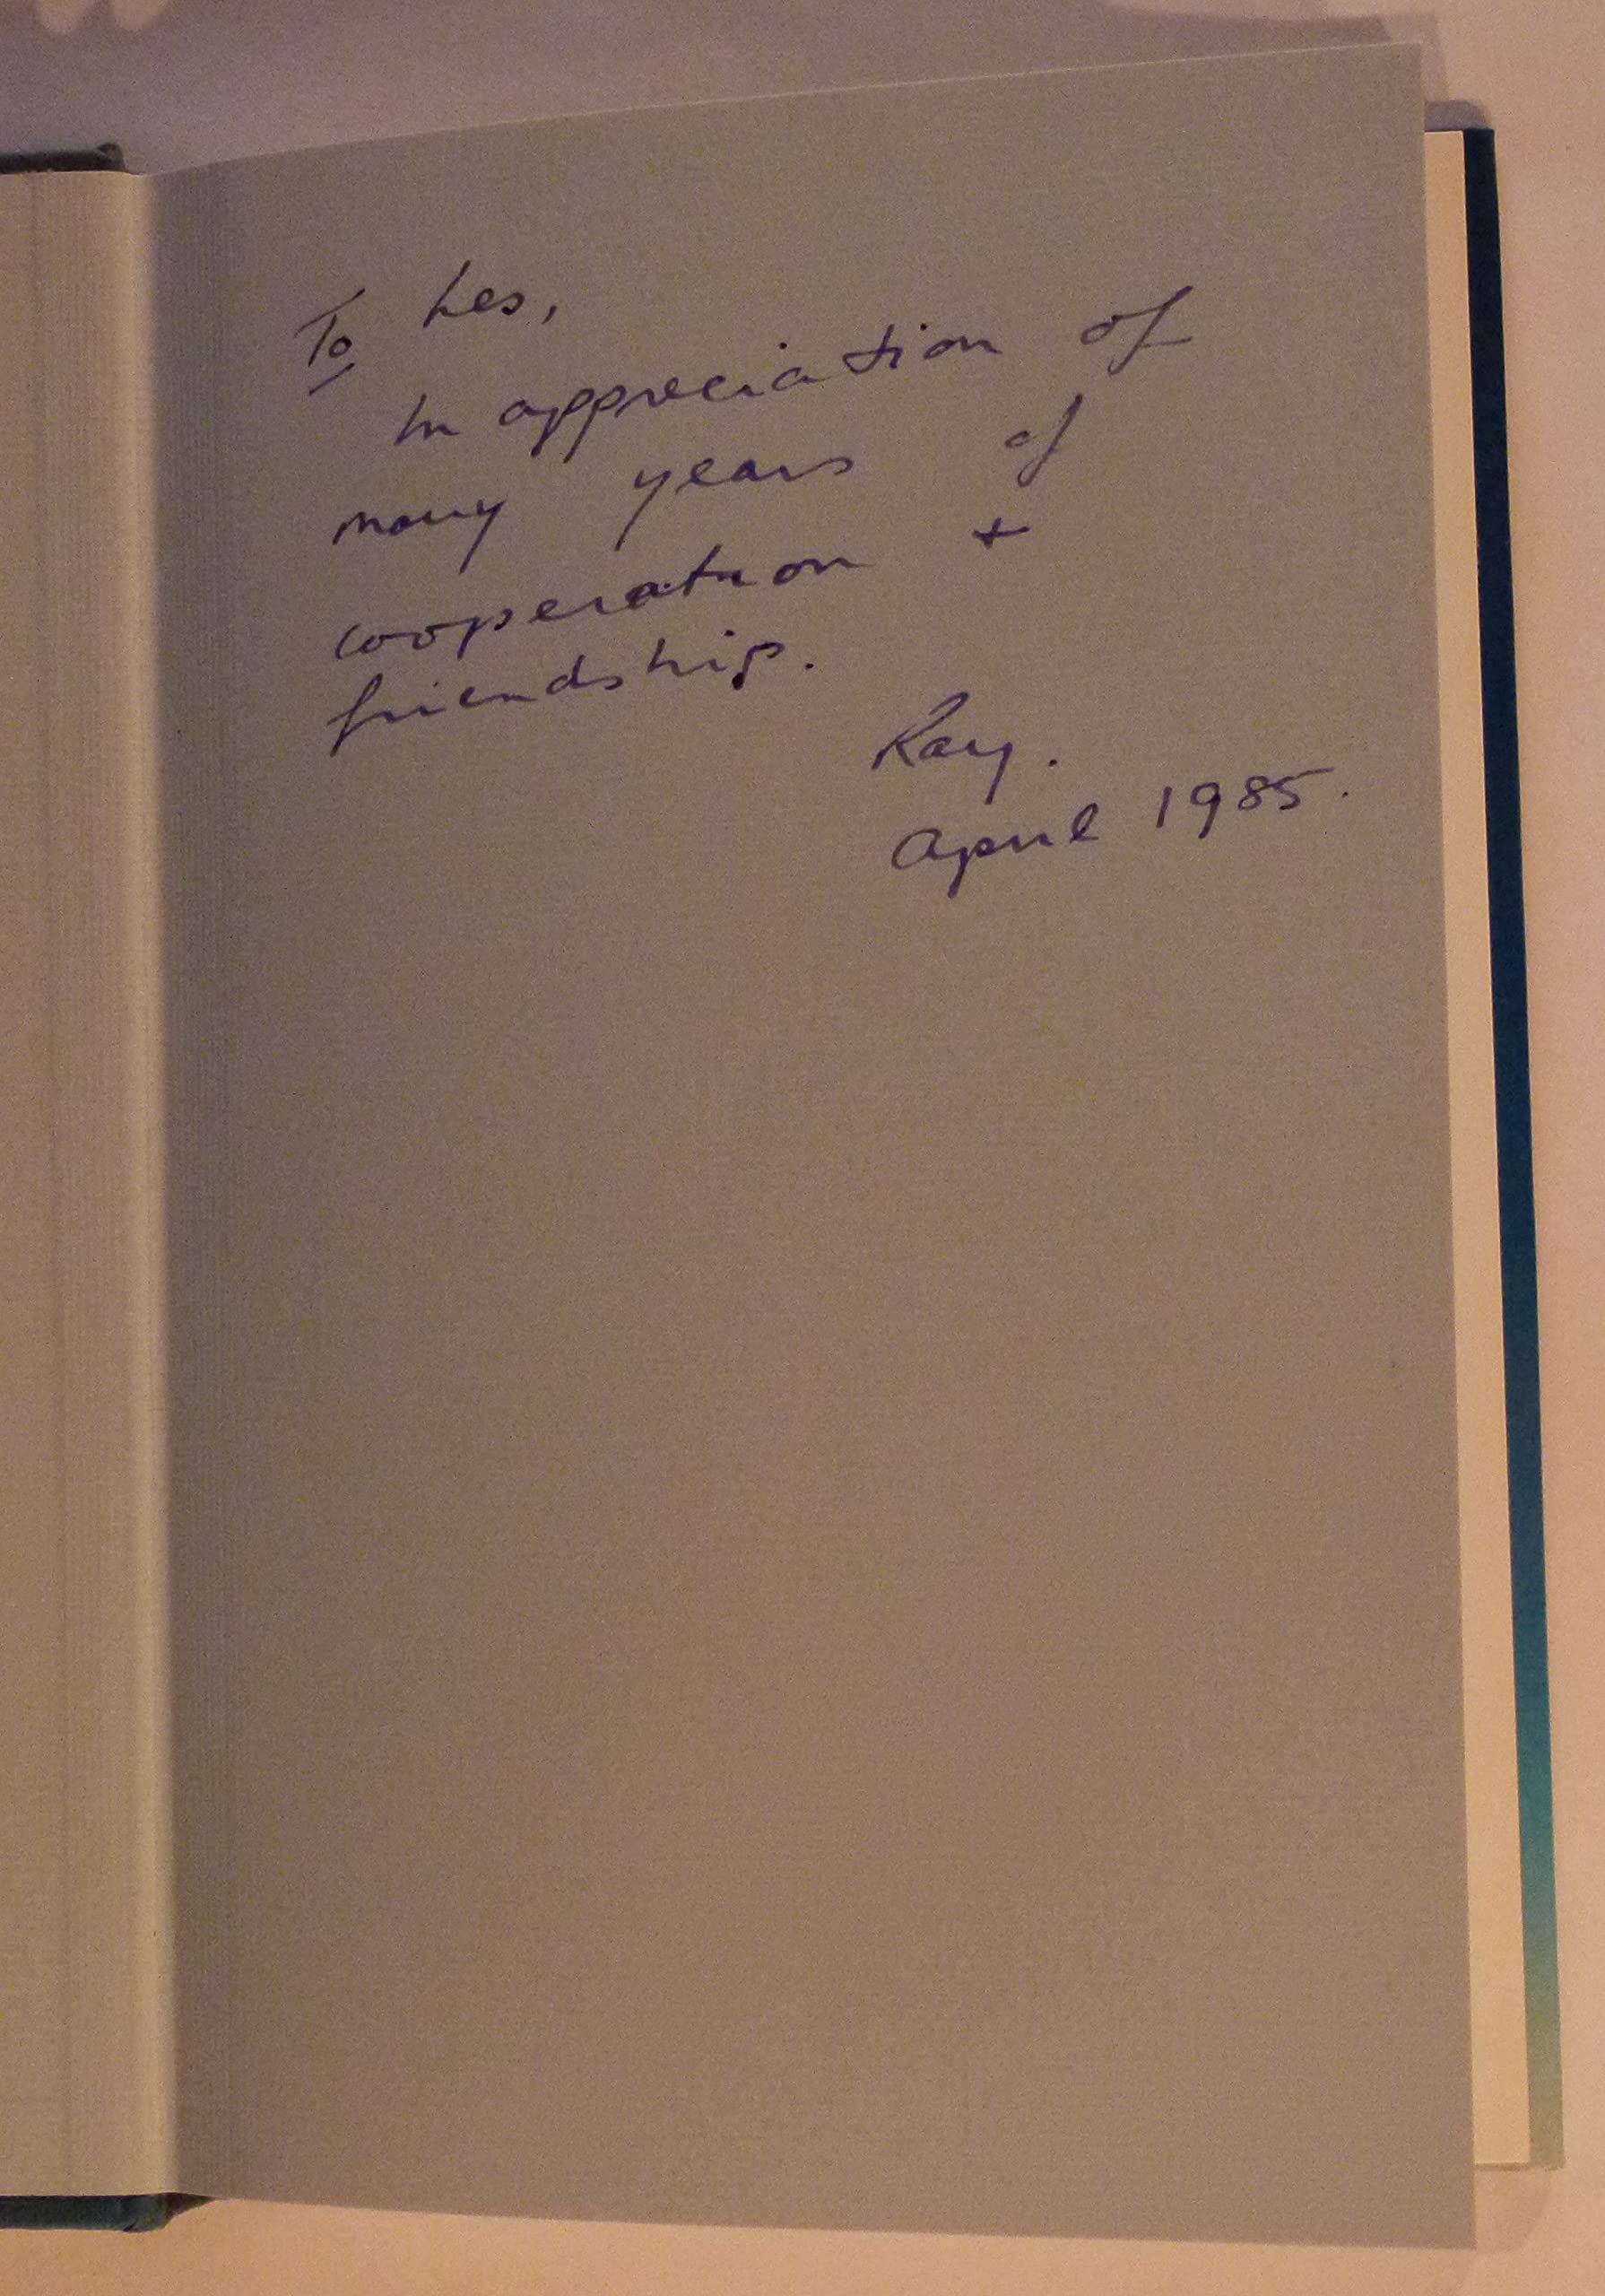 To Les,
In appreciation of
many years of
cooperation +
friendship.
Ray.
April 1985.